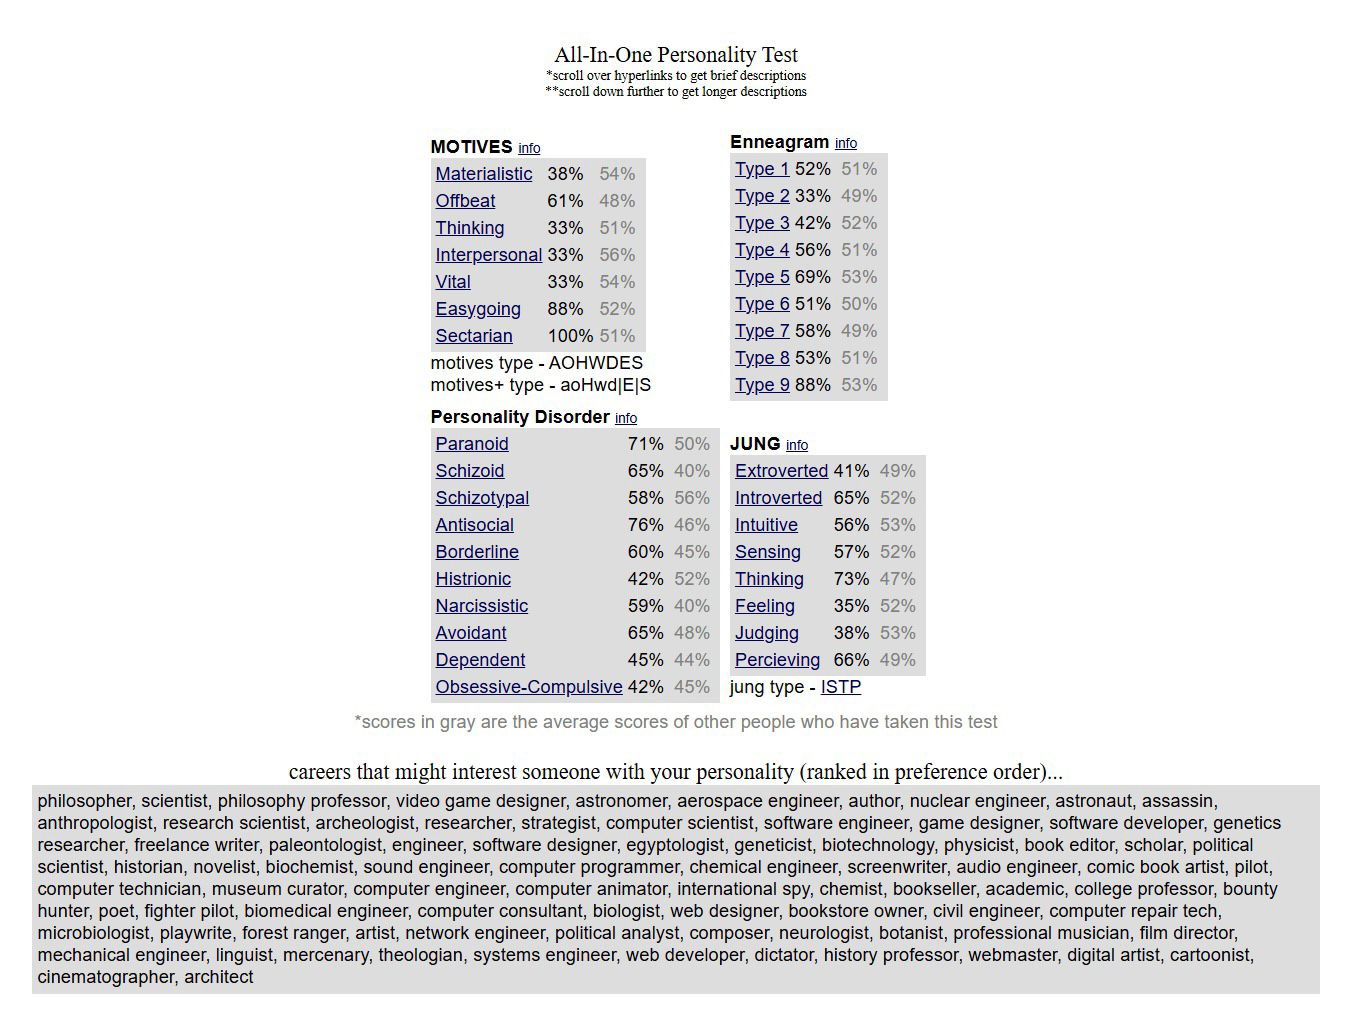 All-In-One Personality Test
*scroll over hyperlinks to get brief descriptions
**scroll down further to get longer descriptions
MOTIVES info
Materialistic 38% 54%
Offbeat 61% 48%
Thinking 33% 51%
Interpersonal 33% 56%
Vital 33% 54%
Easygoing 88% 52%
Sectarian 100% 51%
motives type - AOHWDES
motives+ type - aoHwd|E|S
Enneagram info
Type 1 52% 51%
Type 2 33% 49%
Type 3 42% 52%
Type 4 56% 51%
Type 5 69% 53%
Type 6 51% 50%
Type 7 58% 49%
Type 8 53% 51%
Type 9 88% 53%
Personality Disorder info
Paranoid 71% 50%
Schizoid 65% 40%
Schizotypal 58% 56%
Antisocial 76% 46%
Borderline 60% 45%
Histrionic 42% 52%
Narcissistic 59% 40%
Avoidant 65% 48%
Dependent 45% 44%
Obsessive-Compulsive 42% 45%
JUNG info
Extroverted 41% 49%
Introverted 65% 52%
Intuitive 56% 53%
Sensing 57% 52%
Thinking 73% 47%
Feeling 35% 52%
Judging 38% 53%
Percieving 66% 49%
jung type - ISTP
*scores in gray are the average scores of other people who have taken this test
careers that might interest someone with your personality (ranked in preference order)...
philosopher, scientist, philosophy professor, video game designer, astronomer, aerospace engineer, author, nuclear engineer, astronaut, assassin,
anthropologist, research scientist, archeologist, researcher, strategist, computer scientist, software engineer, game designer, software developer, genetics
researcher, freelance writer, paleontologist, engineer, software designer, egyptologist, geneticist, biotechnology, physicist, book editor, scholar, political
scientist, historian, novelist, biochemist, sound engineer, computer programmer, chemical engineer, screenwriter, audio engineer, comic book artist, pilot,
computer technician, museum curator, computer engineer, computer animator, international spy, chemist, bookseller, academic, college professor, bounty
hunter, poet, fighter pilot, biomedical engineer, computer consultant, biologist, web designer, bookstore owner, civil engineer, computer repair tech,
microbiologist, playwrite, forest ranger, artist, network engineer, political analyst, composer, neurologist, botanist, professional musician, film director,
mechanical engineer, linguist, mercenary, theologian, systems engineer, web developer, dictator, history professor, webmaster, digital artist, cartoonist,
cinematographer, architect